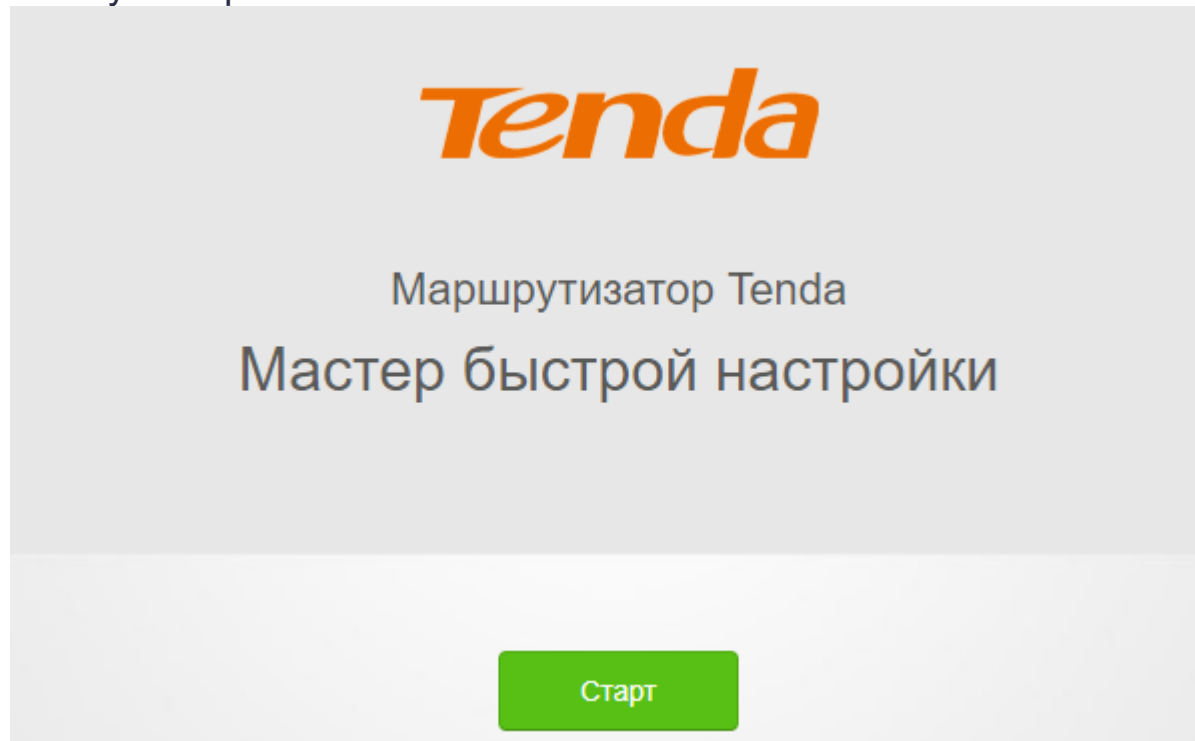 Tenda
Маршрутизатор Tenda
Мастер быстрой настройки
Старт